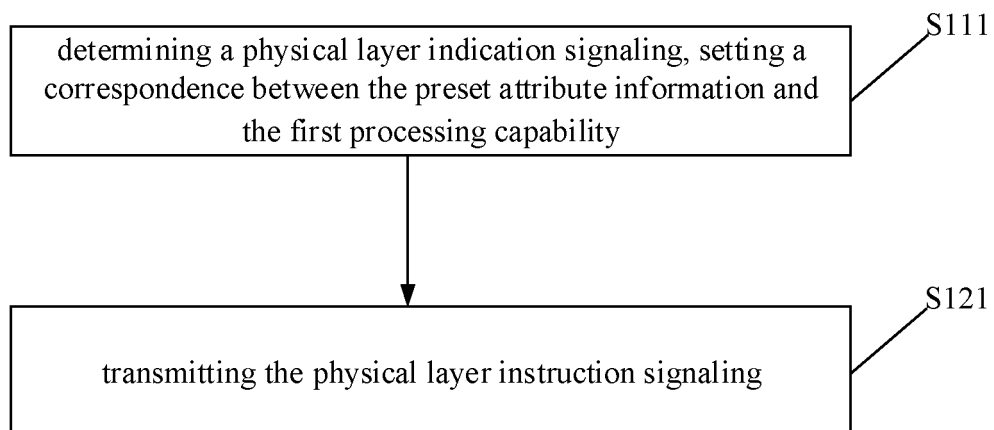 S111
determining a physical layer indication signaling, setting a
correspondence between the preset attribute information and
the first processing capability
S121
transmitting the physical layer instruction signaling